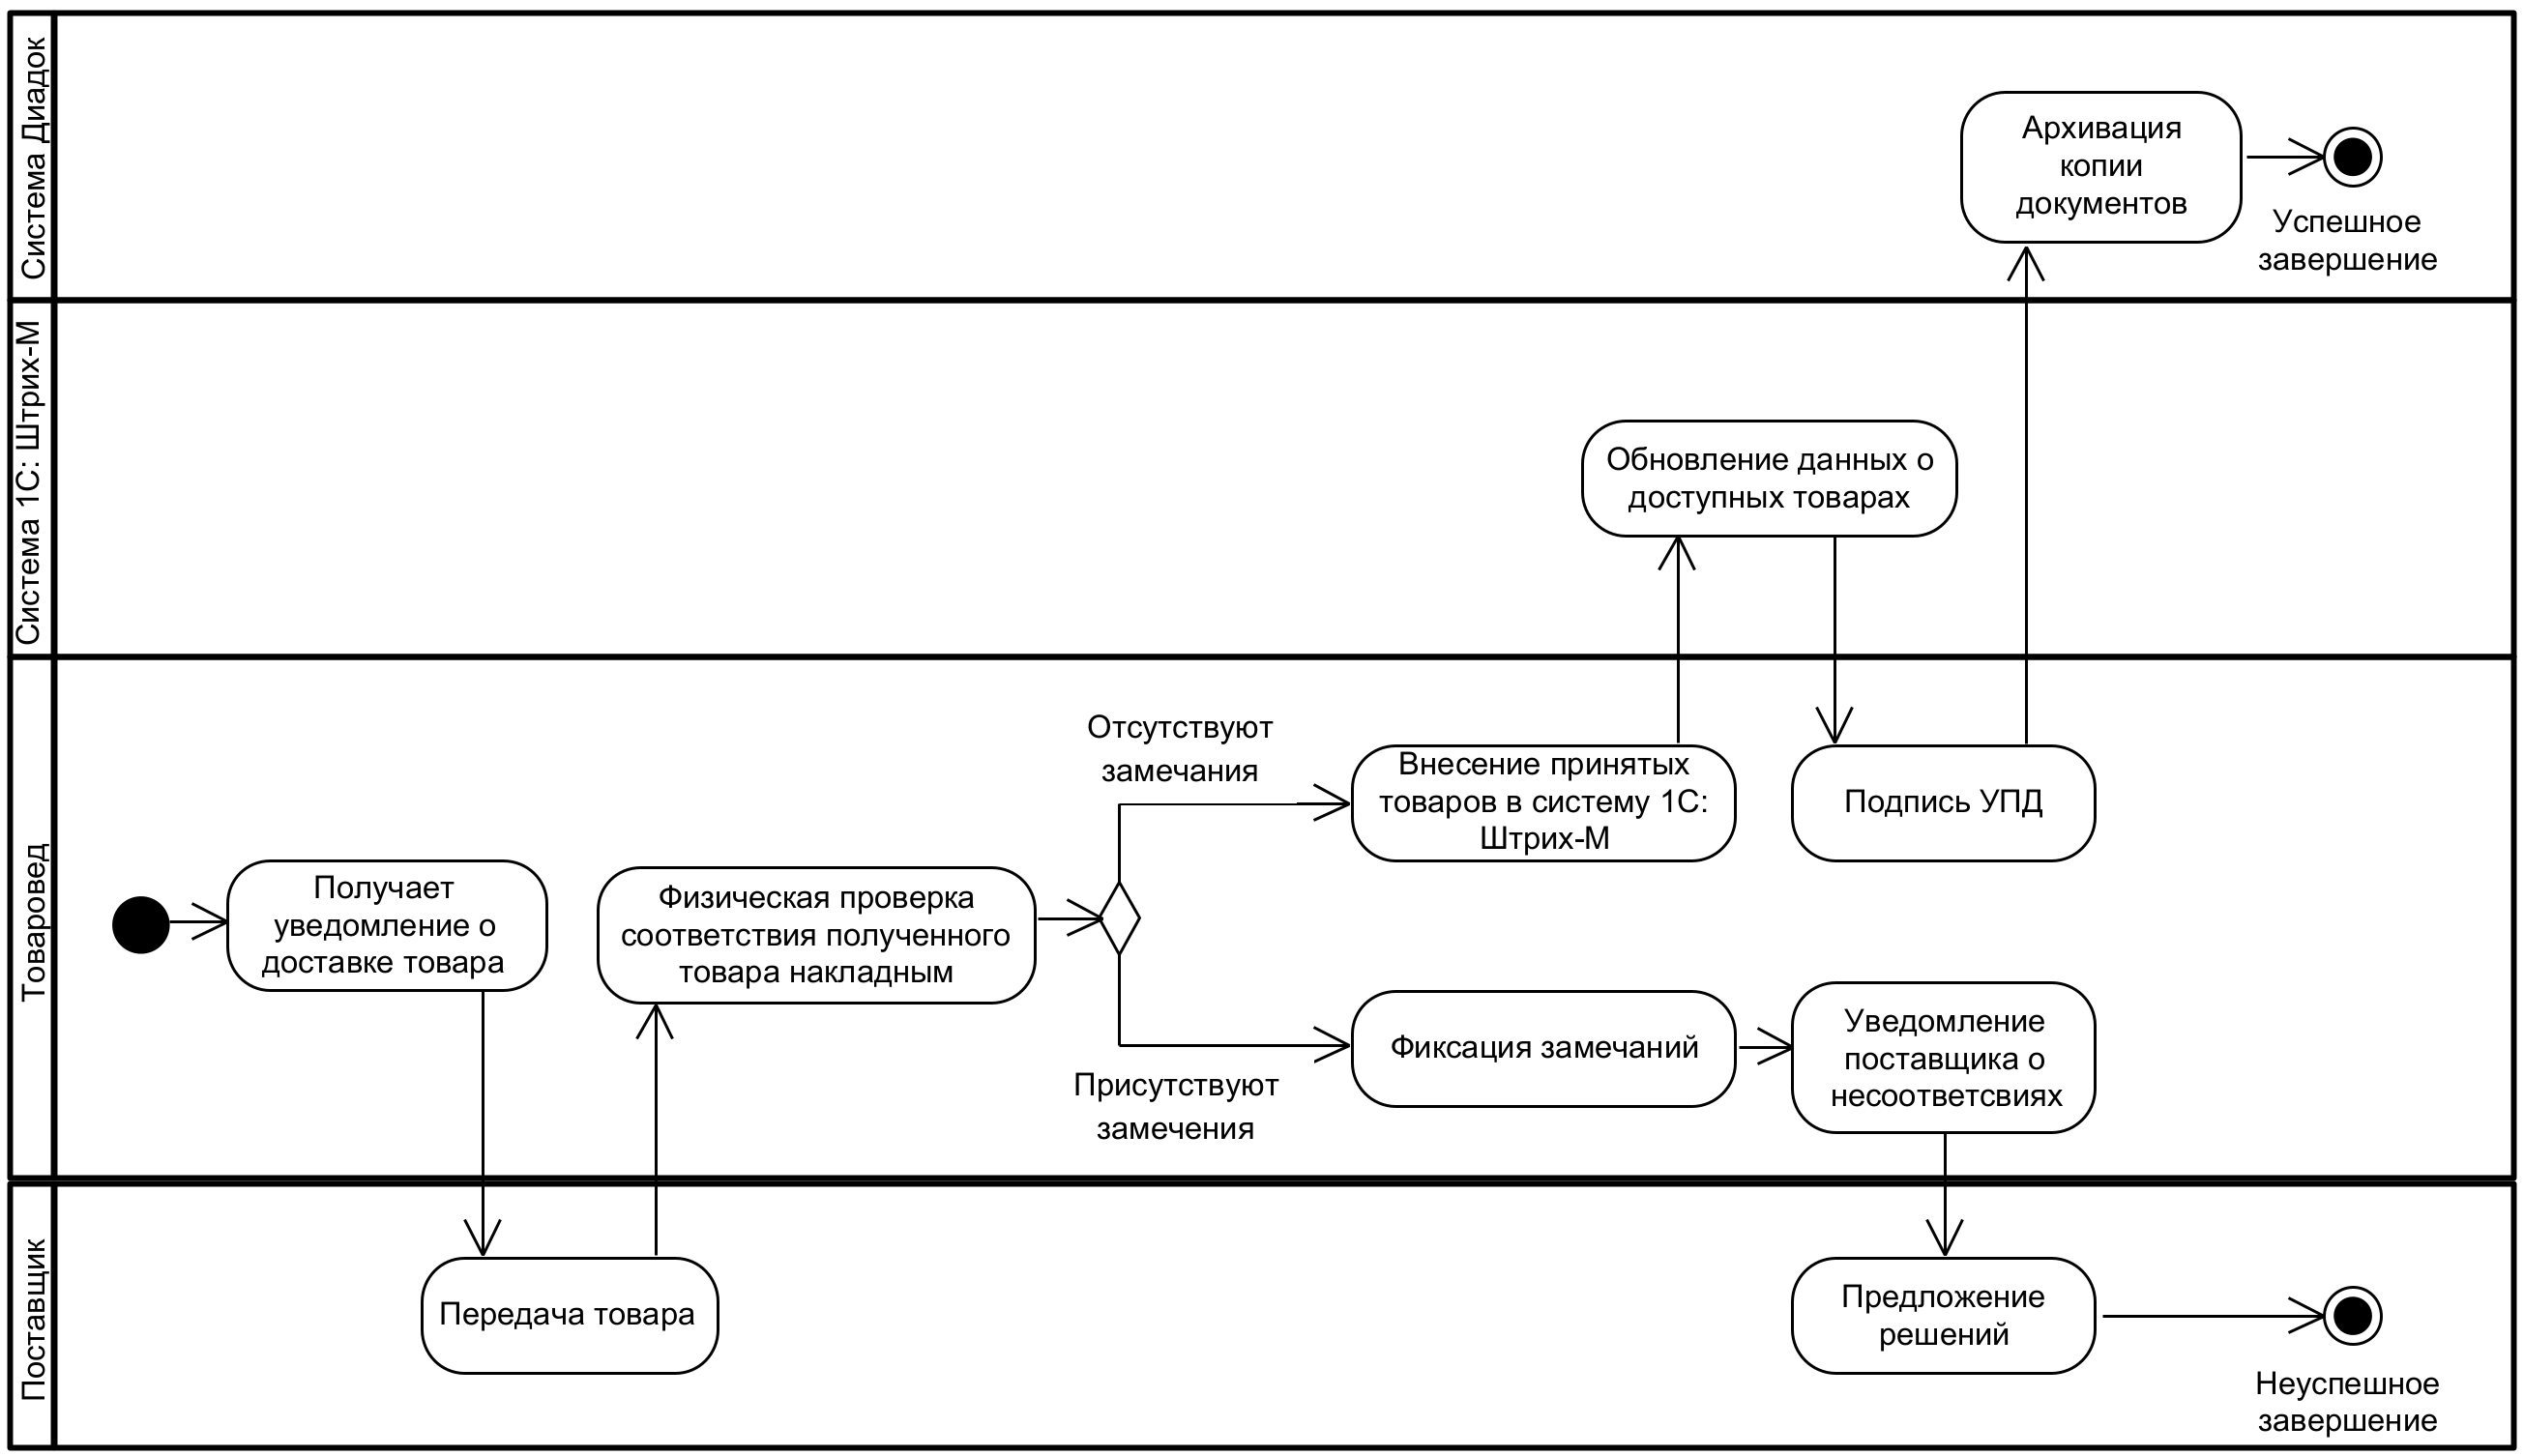 Система Диадок
Архивация
копии
документов
Успешное
завершение
Система 1С: Штрих-М
Обновление данных о
доступных товарах
Товаровед
Получает
уведомление о
доставке товара
Физическая проверка
соответствия полученного
товара накладным
Отсутствуют
замечания
Внесение принятых
товаров в систему 1С:
Штрих-М
Подпись УПД
Присутствуют
замечения
Фиксация замечаний
Уведомление
поставщика о
несоответсвиях
Поставщик
Передача товара
Предложение
решений
Неуспешное
завершение